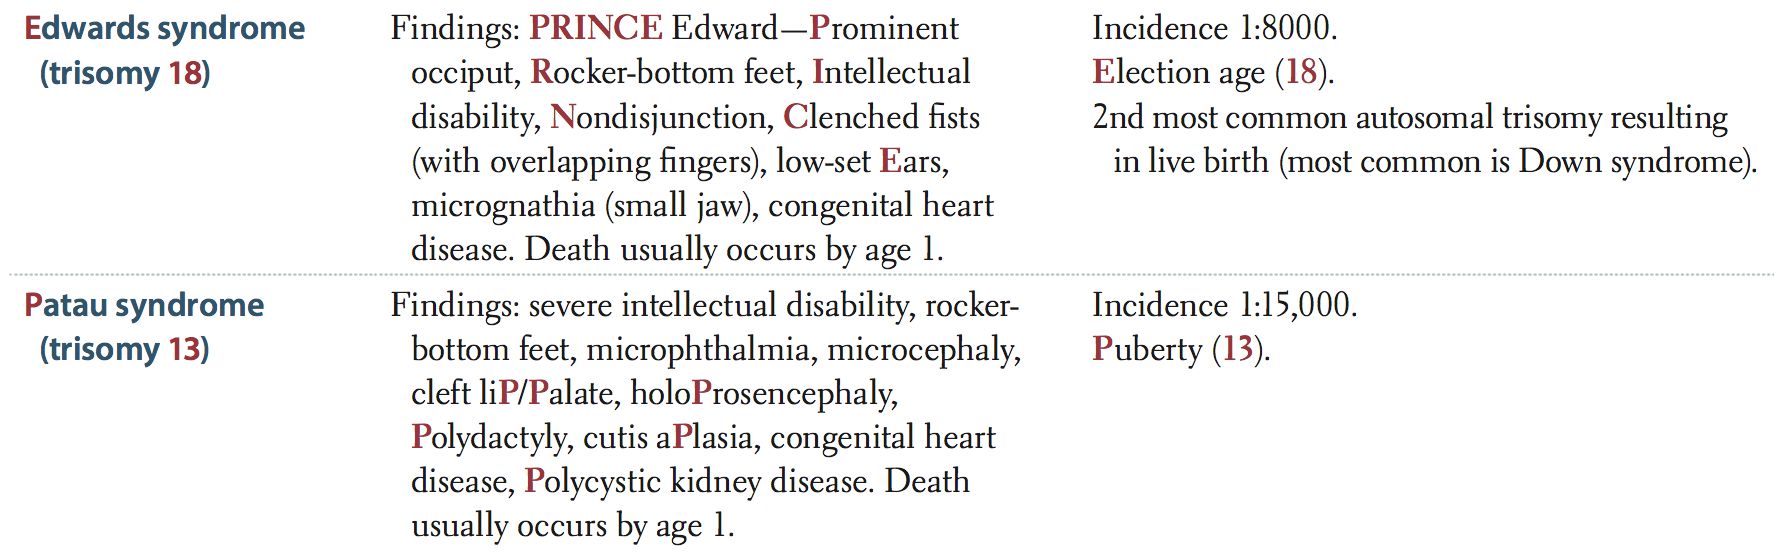 Edwards syndrome
(trisomy 18)
Findings: PRINCE Edward—Prominent
occiput, Rocker-bottom feet, Intellectual
disability, Nondisjunction, Clenched fists
(with overlapping fingers), low-set Ears,
micrognathia (small jaw), congenital heart
disease. Death usually occurs by age 1.
Incidence 1:8000.
Election age (18).
2nd most common autosomal trisomy resulting
in live birth (most common is Down syndrome).
Patau syndrome
(trisomy 13)
Findings: severe intellectual disability, rocker-
bottom feet, microphthalmia, microcephaly,
cleft liP/Palate, holoProsencephaly,
Polydactyly, cutis aPlasia, congenital heart
disease, Polycystic kidney disease. Death
usually occurs by age 1.
Incidence 1:15,000.
Puberty (13).